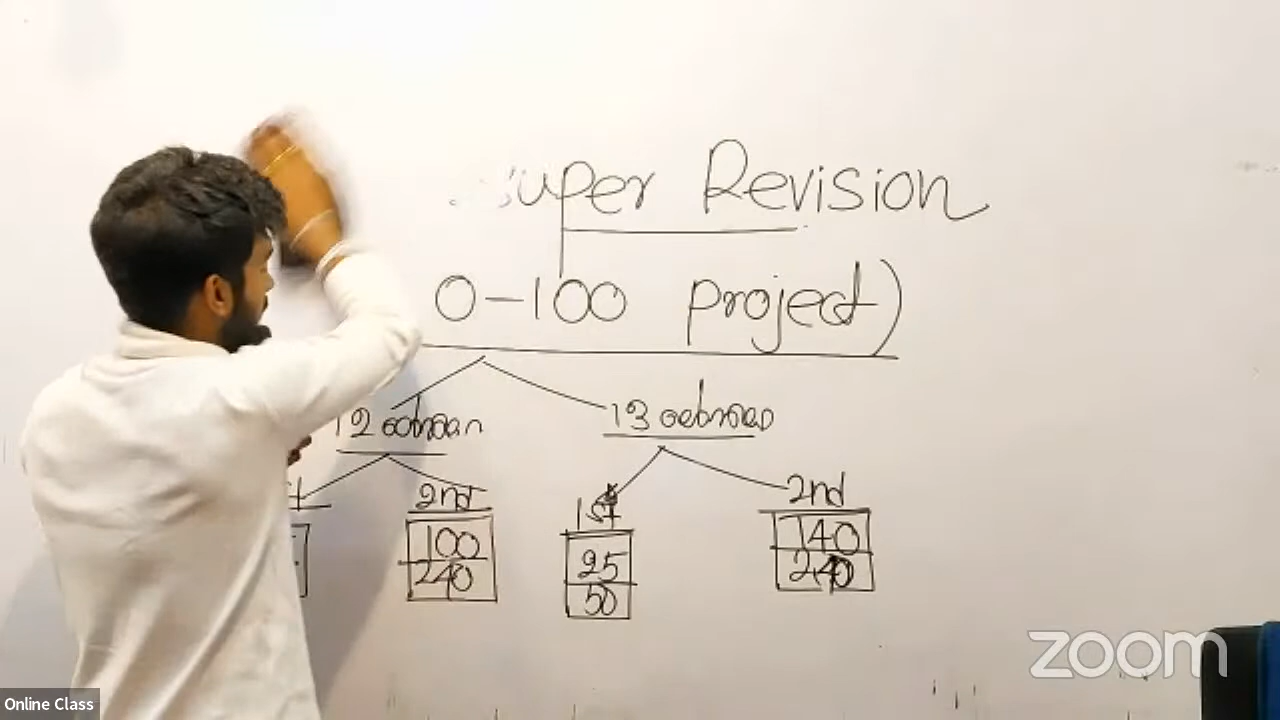 Super Revision
0-100 project)
12
13
2nd 1st 2nd
100 25 140
240 50 240
zoom
Online Class